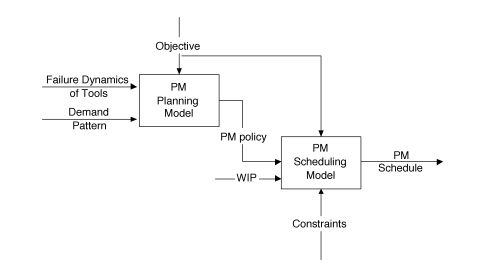 Objective
Failure Dynamics
of Tools
PM
Planning
Model
Demand
Pattern
PM policy
PM
Scheduling
Model
PM
Schedule
WIP
Constraints